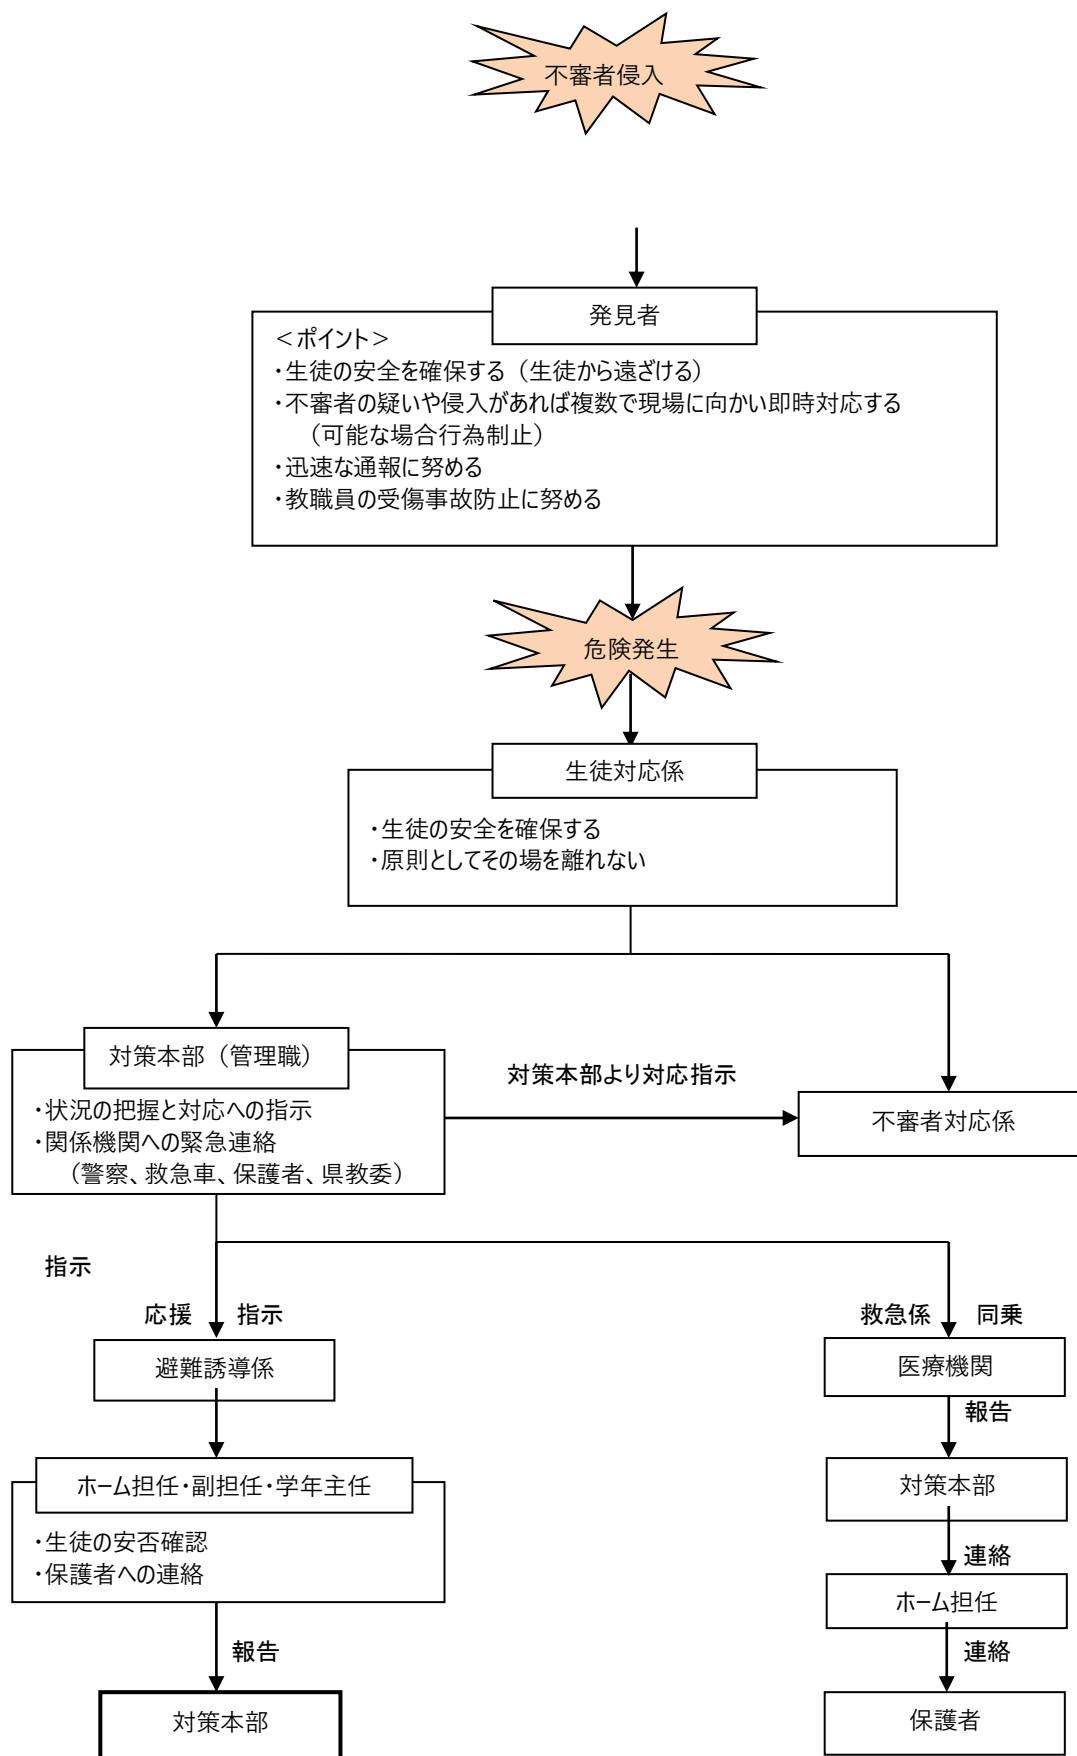 不審者侵入
発見者
＜ポイント＞
・生徒の安全を確保する（生徒から遠ざける）
・不審者の疑いや侵入があれば複数で現場に向かい即時対応する
（可能な場合行為制止）
・迅速な通報に努める
・教職員の受傷事故防止に努める
危険発生
生徒対応係
・生徒の安全を確保する
・原則としてその場を離れない
対策本部（管理職）
・状況の把握と対応への指示
・関係機関への緊急連絡
（警察、救急車、保護者、県教委）
対策本部より対応指示
不審者対応係
指示
応援 指示
避難誘導係
救急係 同乗
医療機関
報告
ホーム担任・副担任・学年主任
・生徒の安否確認
・保護者への連絡
対策本部
連絡
ホーム担任
報告
連絡
対策本部
保護者